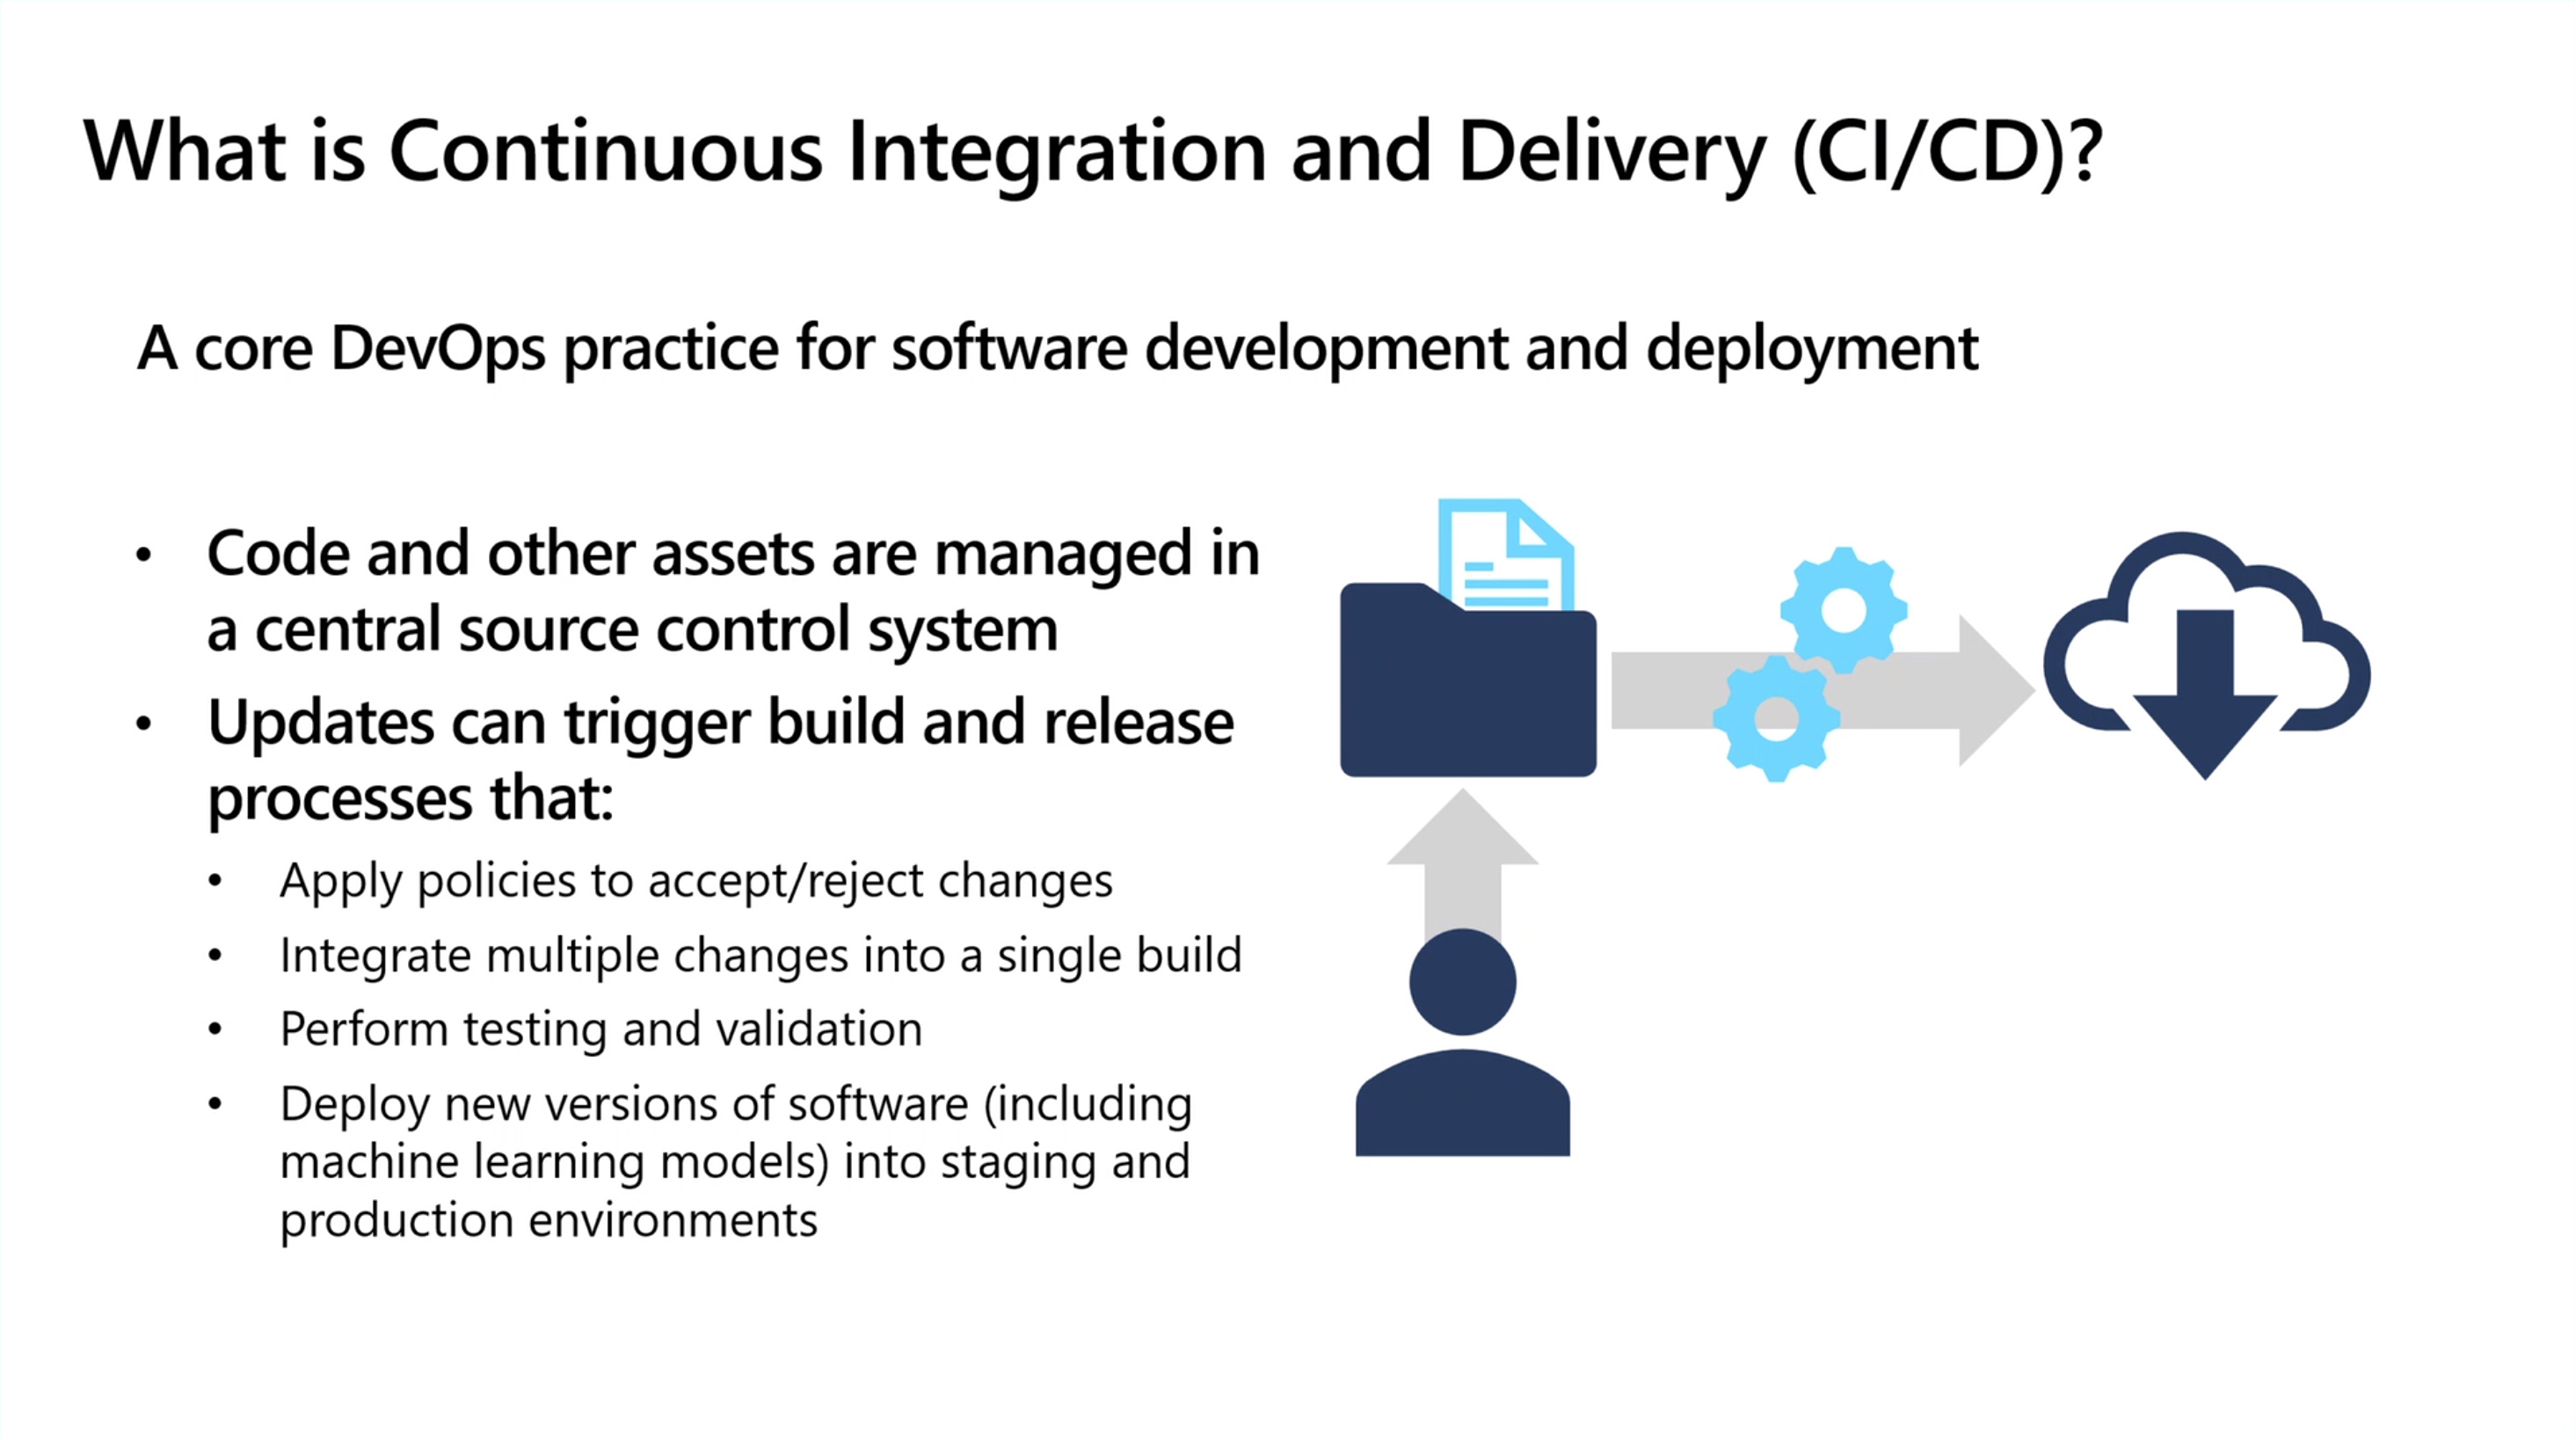 What is Continuous Integration and Delivery (CI/CD)?
A core DevOps practice for software development and deployment
• Code and other assets are managed in
a central source control system
• Updates can trigger build and release
processes that:
• Apply policies to accept/reject changes
• Integrate multiple changes into a single build
• Perform testing and validation
• Deploy new versions of software (including
machine learning models) into staging and
production environments